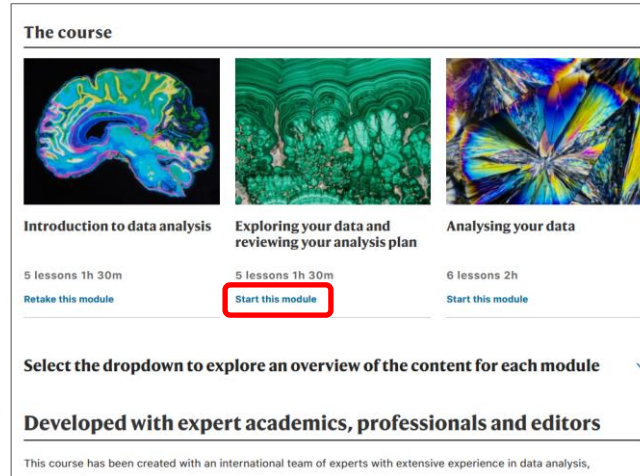 The course
Introduction to data analysis
5 lessons 1h 30m
Retake this module
Exploring your data and
reviewing your analysis plan
5 lessons 1h 30m
Start this module
Analysing your data
6 lessons 2h
Start this module
Select the dropdown to explore an overview of the content for each module
Developed with expert academics, professionals and editors
This course has been created with an international team of experts with extensive experience in data analysis,